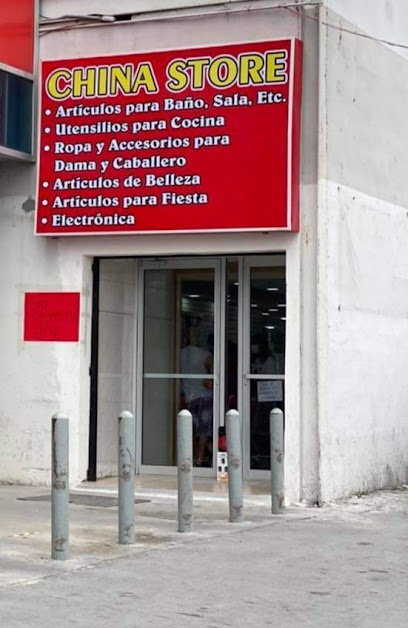 CHINA STORE
• Artículos para Baño, Sala, Etc.
• Utensilios para Cocina
• Ropa y Accesorios para
Dama y Caballero
• Artículos de Belleza
• Artículos para Fiesta
• Electrónica